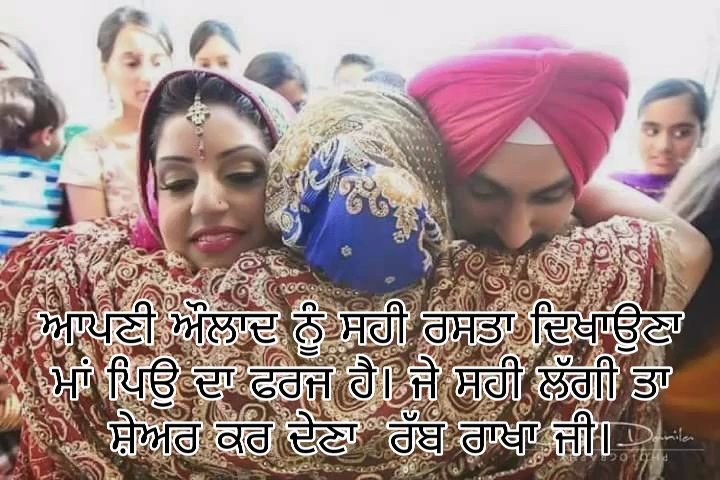 ਆਪਣੀ ਔਲਾਦ ਨੂੰ ਸਹੀ ਰਸਤਾ ਦਿਖਾਉਣਾ
ਮਾਂ ਪਿਉ ਦਾ ਫਰਜ ਹੈ। ਜੇ ਸਹੀ ਲੱਗੀ ਤਾ
ਸ਼ੇਅਰ ਕਰ ਦੇਣਾ ਰੱਬ ਰਾਖਾ ਜੀ।